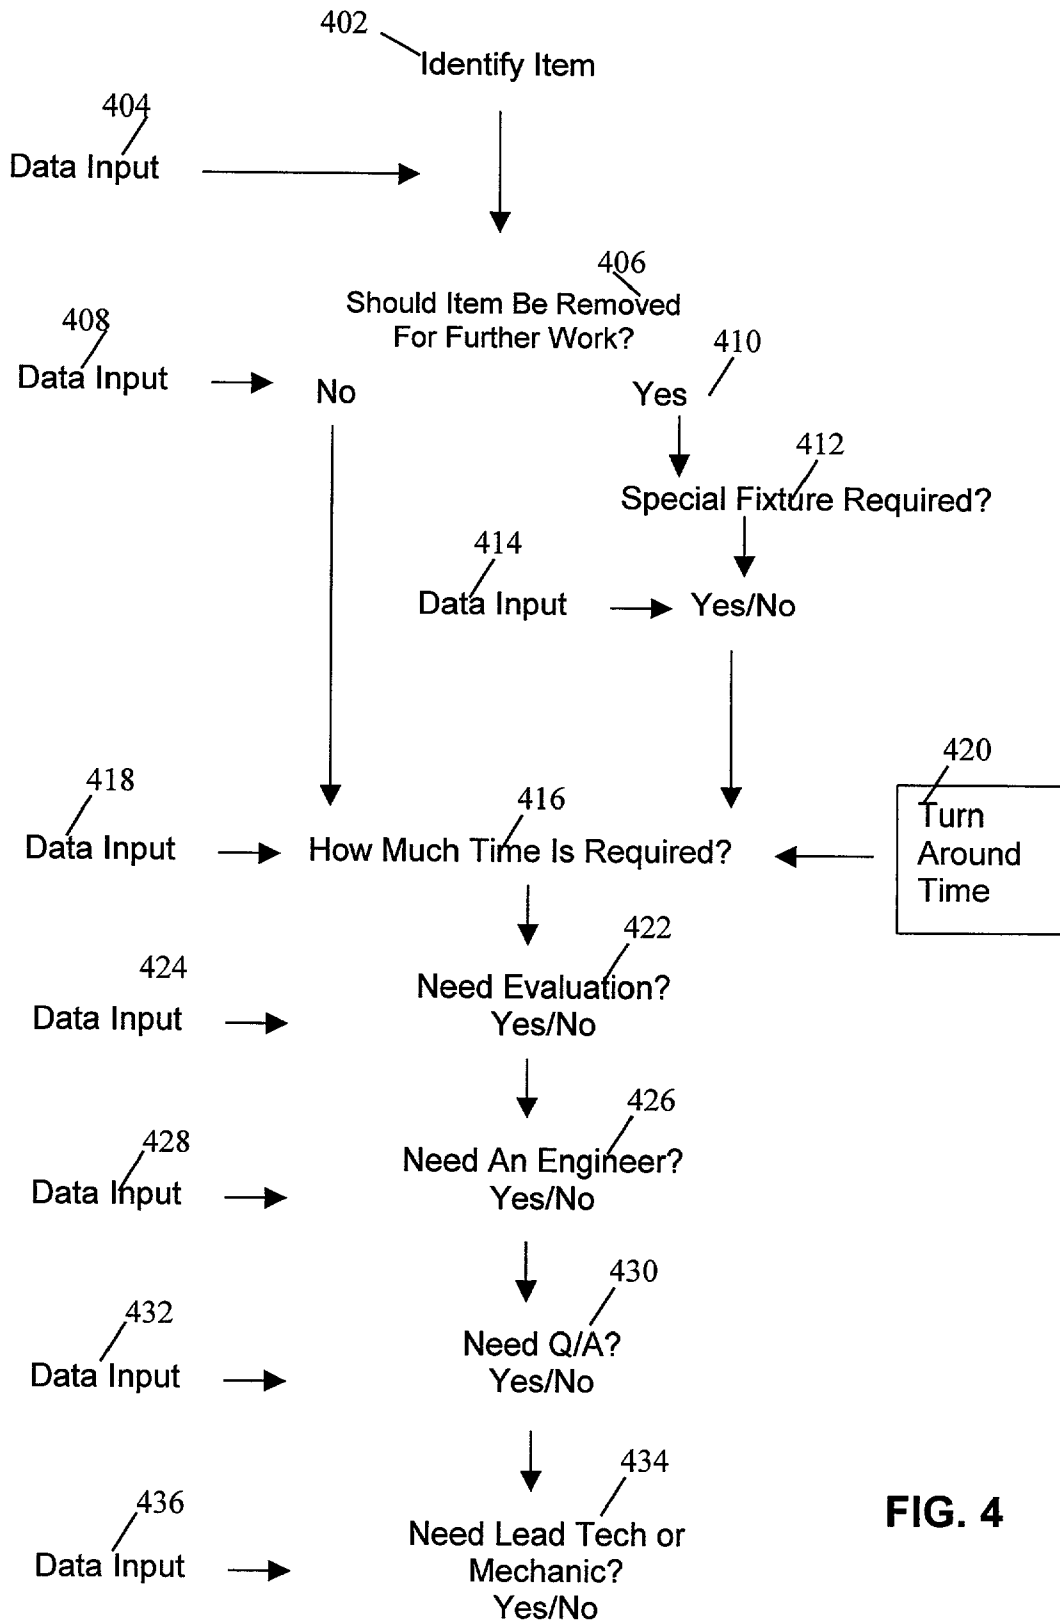 402
Identify Item
404
Data Input
406
Should Item Be Removed
For Further Work?
408
Data Input
No
410
Yes
412
Special Fixture Required?
414
Data Input
Yes/No
418
Data Input
416
How Much Time Is Required?
420
Turn
Around
Time
422
Need Evaluation?
Yes/No
424
Data Input
426
Need An Engineer?
Yes/No
428
Data Input
430
Need Q/A?
Yes/No
432
Data Input
434
Need Lead Tech or
Mechanic?
Yes/No
436
Data Input
FIG. 4